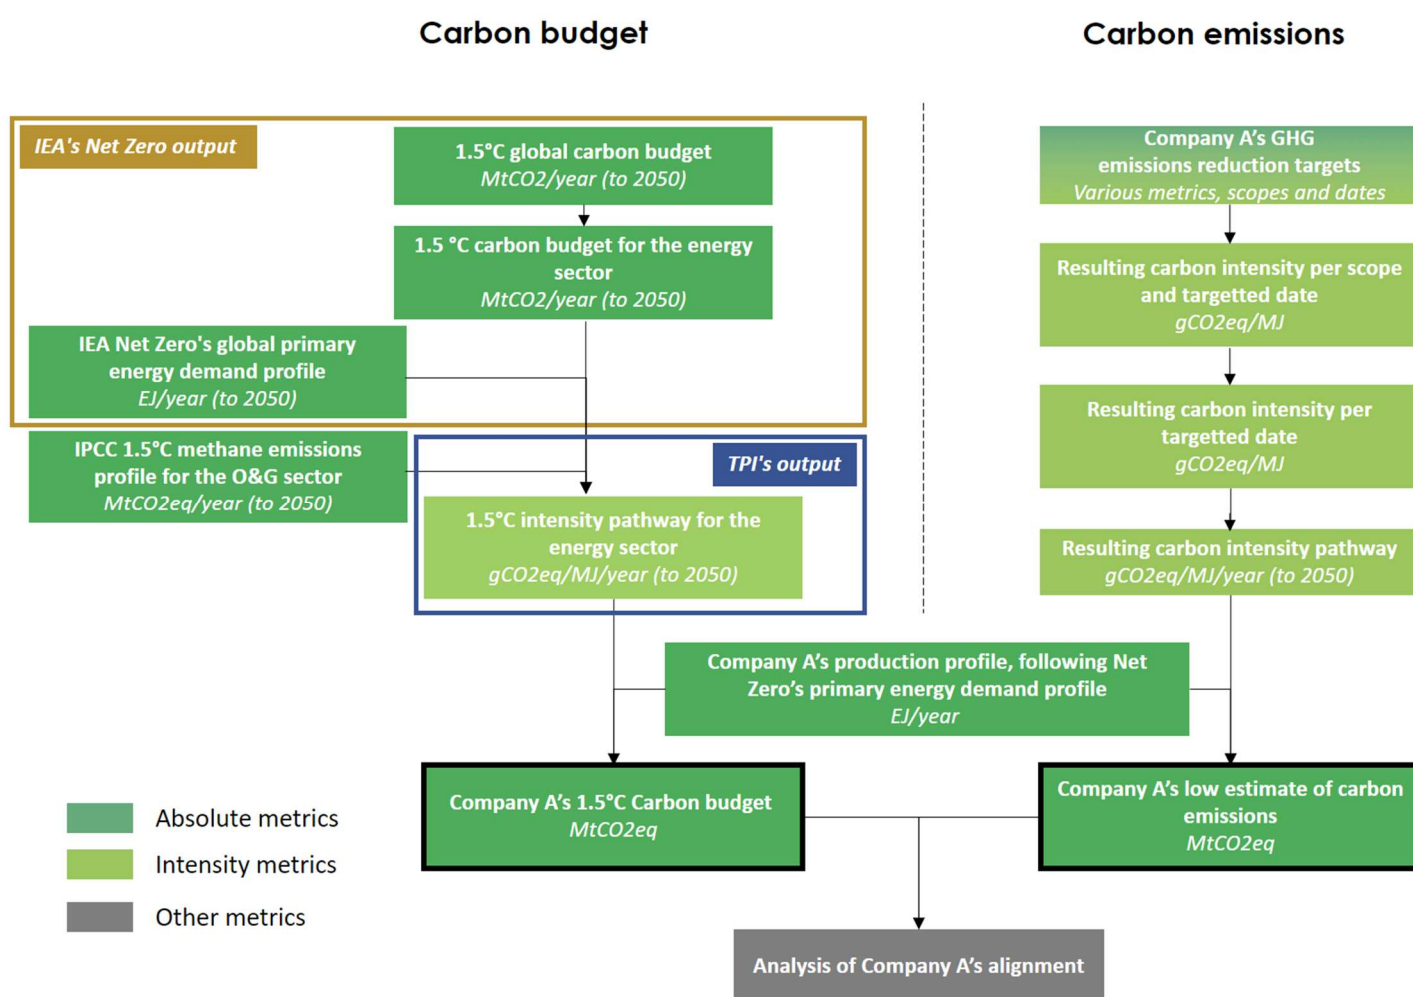 Carbon budget
Carbon emissions
IEA's Net Zero output
1.5°C global carbon budget
MtCO2/year (to 2050)
1.5 °C carbon budget for the energy
sector
MtCO2/year (to 2050)
IEA Net Zero's global primary
energy demand profile
EJ/year (to 2050)
IPCC 1.5°C methane emissions
profile for the O&G sector
MtCO2eq/year (to 2050)
TPI's output
1.5°C intensity pathway for the
energy sector
gCO2eq/MJ/year (to 2050)
Company A’s GHG
emissions reduction targets
Various metrics, scopes and dates
Resulting carbon intensity per scope
and targetted date
gCO2eq/MJ
Resulting carbon intensity per
targetted date
gCO2eq/MJ
Resulting carbon intensity pathway
gCO2eq/MJ/year (to 2050)
Company A’s production profile, following Net
Zero’s primary energy demand profile
EJ/year
Company A’s 1.5°C Carbon budget
MtCO2eq
Company A’s low estimate of carbon
emissions
MtCO2eq
Absolute metrics
Intensity metrics
Other metrics
Analysis of Company A’s alignment